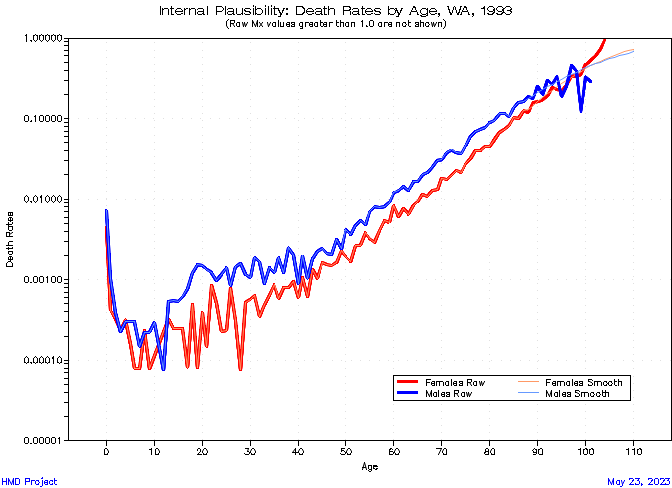 Internal Plausibility: Death Rates by Age, WA, 1993
(Raw Mx values greater than 1.0 are not shown)
1.00000
0.10000
0.01000
0.00100
0.00010
0.00001
Death Rates
Females Raw
Females Smooth
Males Raw
Males Smooth
0 10 20 30 40 50 60 70 80 90 100 110
Age
HMD Project
May 23, 2023